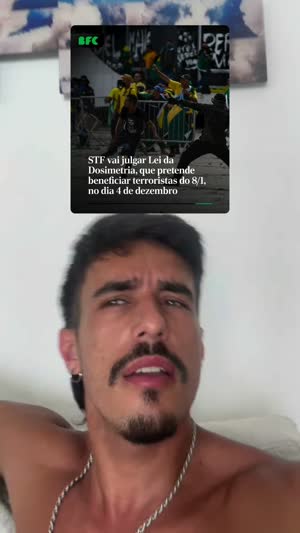 BFC
STF vai julgar Lei da
Dosimetria, que pretende
beneficiar terroristas do 8/1,
no dia 4 de dezembro